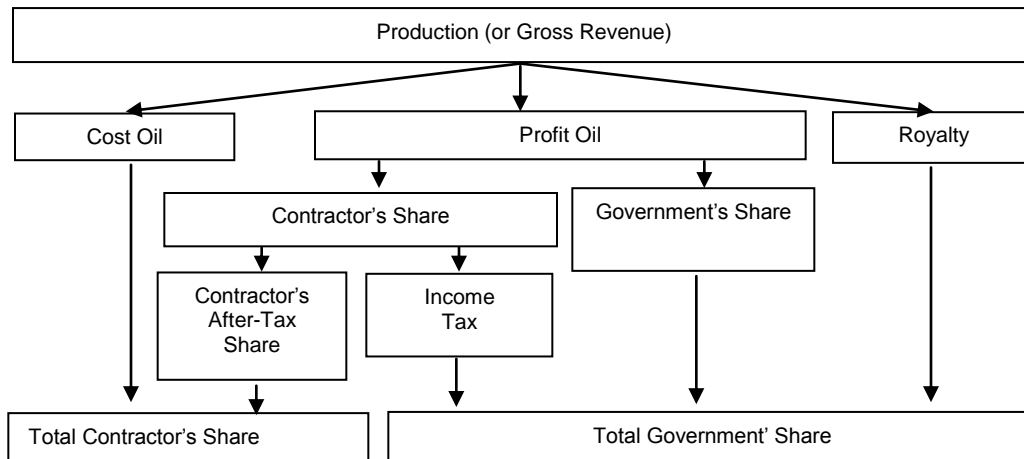 Production (or Gross Revenue)
Cost Oil
Profit Oil
Royalty
Contractor’s Share
Government’s Share
Contractor’s
After-Tax
Share
Income
Tax
Total Contractor’s Share
Total Government’ Share